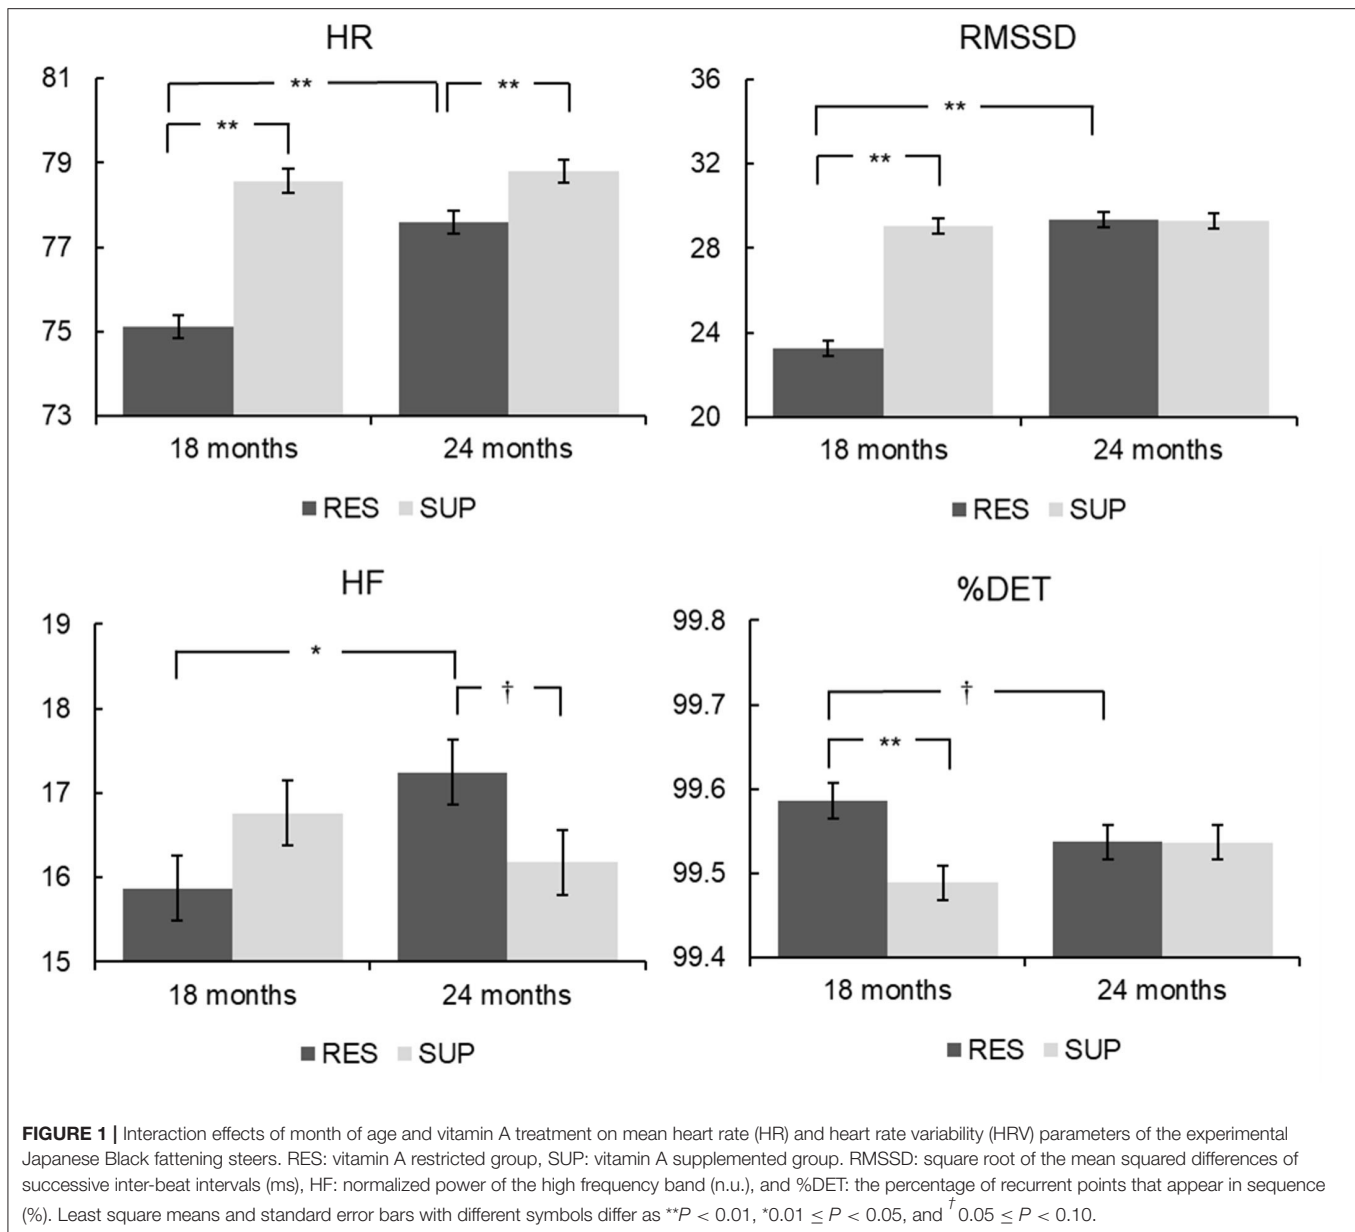 HR
81
79
77
75
73
**
**
**
18 months
24 months
RES SUP
RMSSD
36
32
28
24
20
**
**
18 months
24 months
RES SUP
HF
19
18
17
16
15
*
†
18 months
24 months
RES SUP
%DET
99.8
99.7
99.6
99.5
99.4
†
**
18 months
24 months
RES SUP
FIGURE 1 | Interaction effects of month of age and vitamin A treatment on mean heart rate (HR) and heart rate variability (HRV) parameters of the experimental
Japanese Black fattening steers. RES: vitamin A restricted group, SUP: vitamin A supplemented group. RMSSD: square root of the mean squared differences of
successive inter-beat intervals (ms), HF: normalized power of the high frequency band (n.u.), and %DET: the percentage of recurrent points that appear in sequence
(%). Least square means and standard error bars with different symbols differ as **P < 0.01, *0.01 ≤ P < 0.05, and †0.05 ≤ P < 0.10.